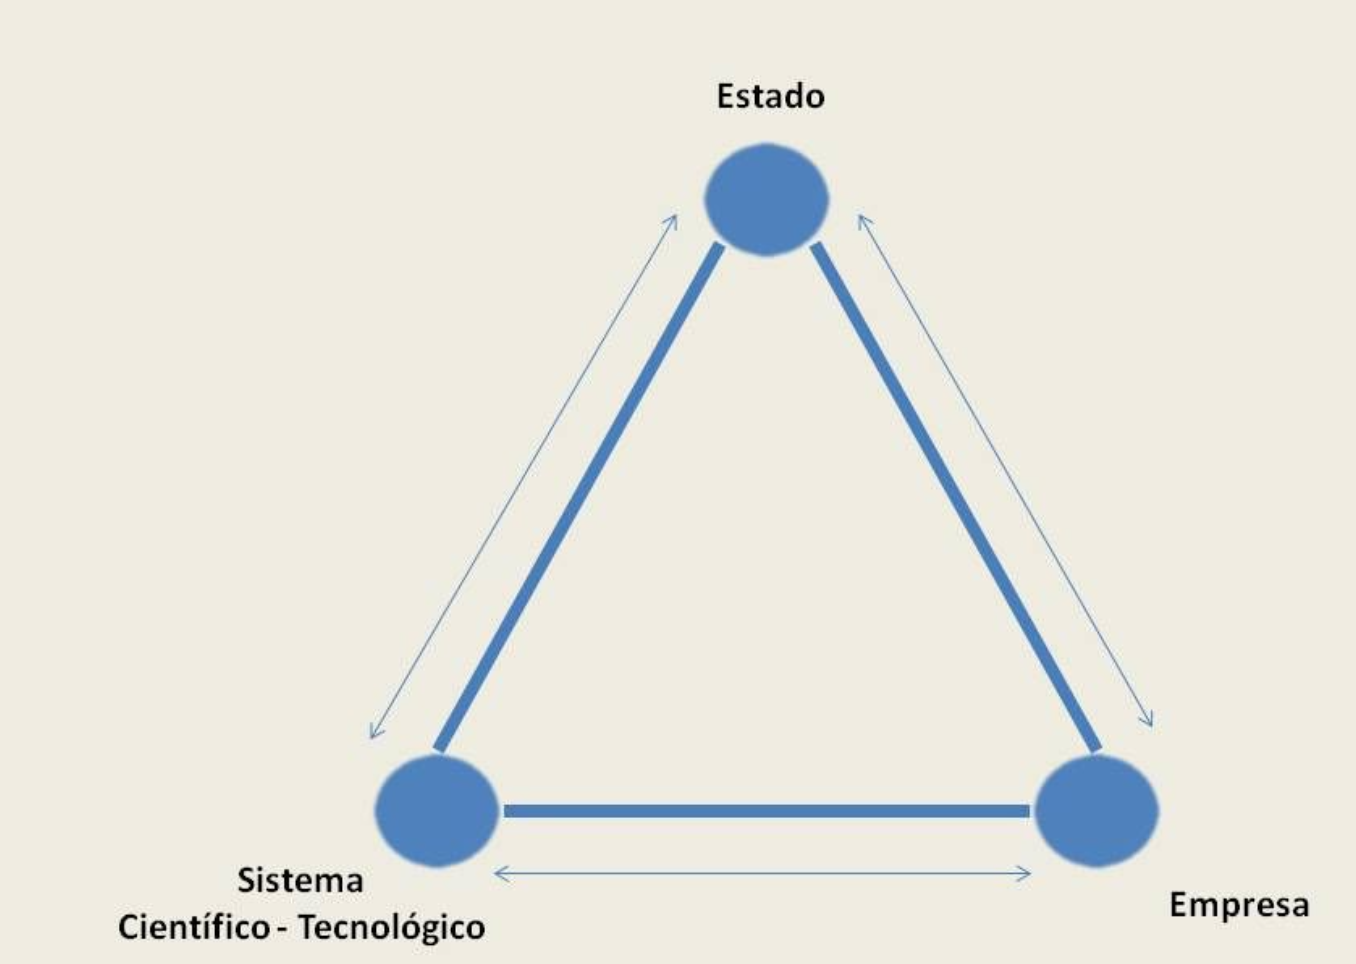 Estado
Sistema
Científico - Tecnológico
Empresa